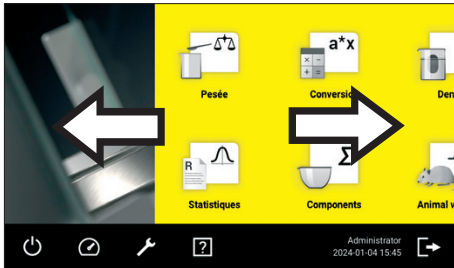 a*x
Pesée
Conversio
Den
R
Σ
Statistiques
Components
Animal w
?
Administrator
2024-01-04 15:45